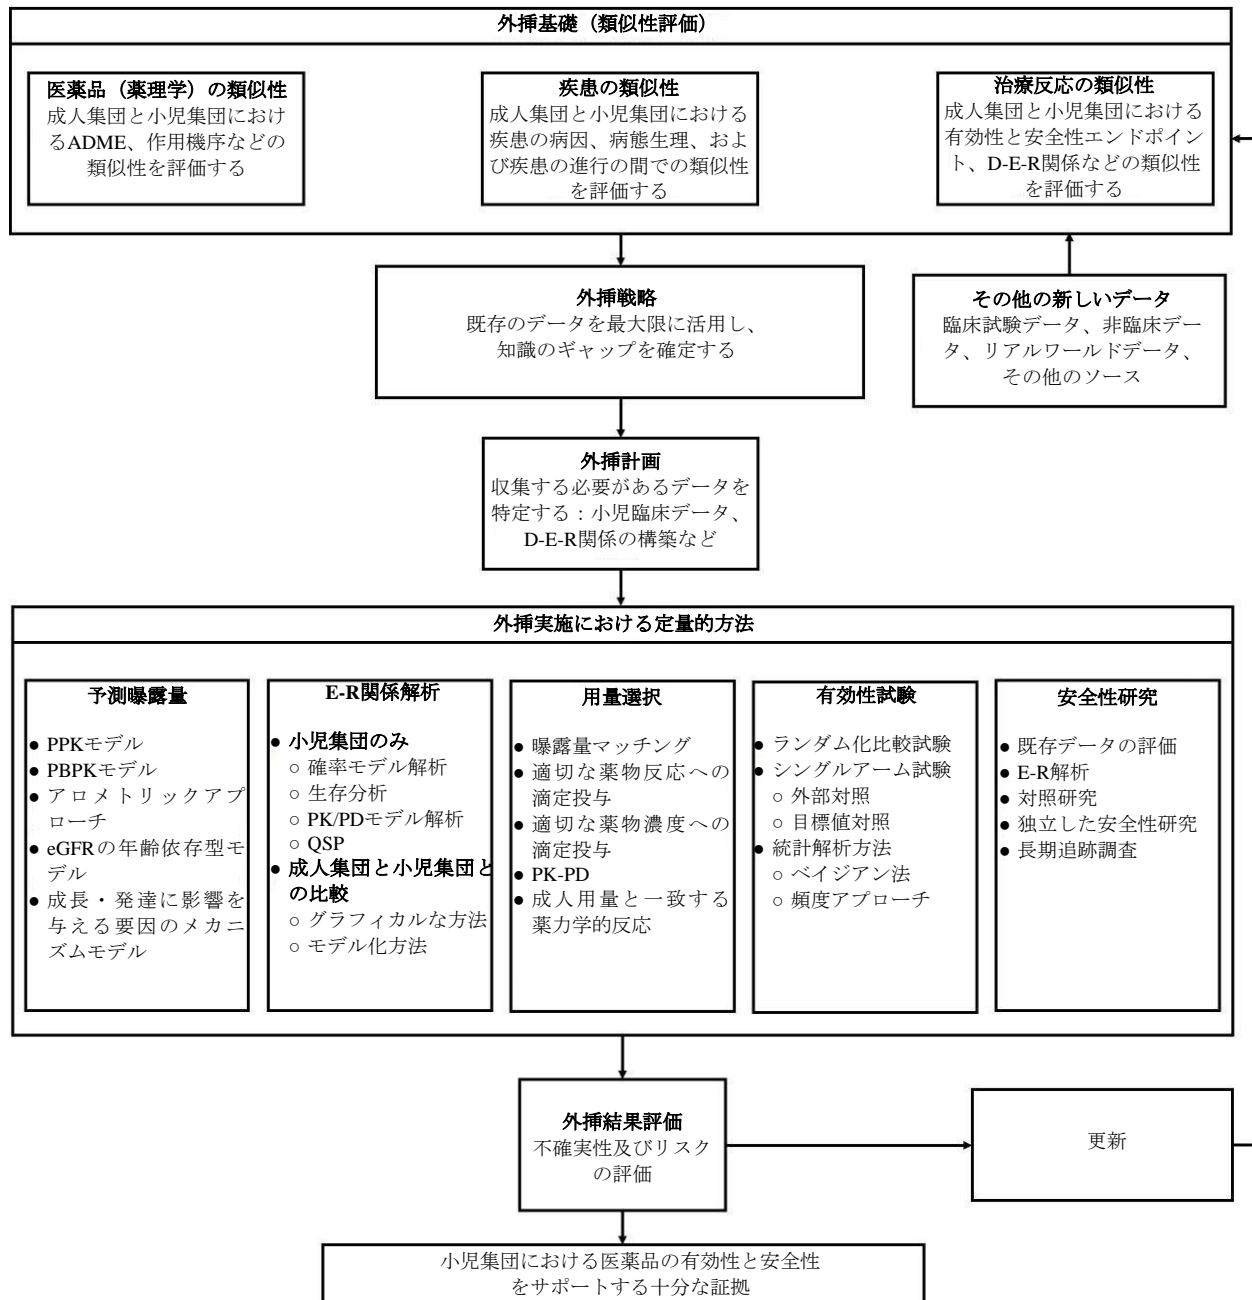 外挿基礎（類似性評価）
医薬品（薬理学）の類似性
成人集団と小児集団におけ
るADME、作用機序などの
類似性を評価する
疾患の類似性
成人集団と小児集団における
疾患の病因、病態生理、およ
び疾患の進行の間での類似性
を評価する
治療反応の類似性
成人集団と小児集団における
有効性と安全性エンドポイ
ント、D-E-R関係などの類似性
を評価する
外挿戦略
既存のデータを最大限に活用し、
知識のギャップを確定する
その他の新しいデータ
臨床試験データ、非臨床デー
タ、リアルワールドデータ、
その他のソース
外挿計画
収集する必要があるデータを
特定する：小児臨床データ、
D-E-R関係の構築など
外挿実施における定量的方法
予測曝露量
● PPKモデル
● PBPKモデル
● アロメトリックアプ
ローチ
● eGFRの年齢依存型モ
デル
● 成長・発達に影響を
与える要因のメカニ
ズムモデル
E-R関係解析
● 小児集団のみ
○ 確率モデル解析
○ 生存分析
○ PK/PDモデル解析
○ QSP
● 成人集団と小児集団と
の比較
○ グラフィカルな方法
○ モデル化方法
用量選択
● 曝露量マッチング
● 適切な薬物反応への
滴定投与
● 適切な薬物濃度への
滴定投与
● PK-PD
● 成人用量と一致する
薬力学的反応
有効性試験
● ランダム化比較試験
● シングルアーム試験
○ 外部対照
○ 目標値対照
● 統計解析方法
○ ベイジアン法
○ 頻度アプローチ
安全性研究
● 既存データの評価
● E-R解析
● 対照研究
● 独立した安全性研究
● 長期追跡調査
外挿結果評価
不確実性及びリスク
の評価
更新
小児集団における医薬品の有効性と安全性
をサポートする十分な証拠